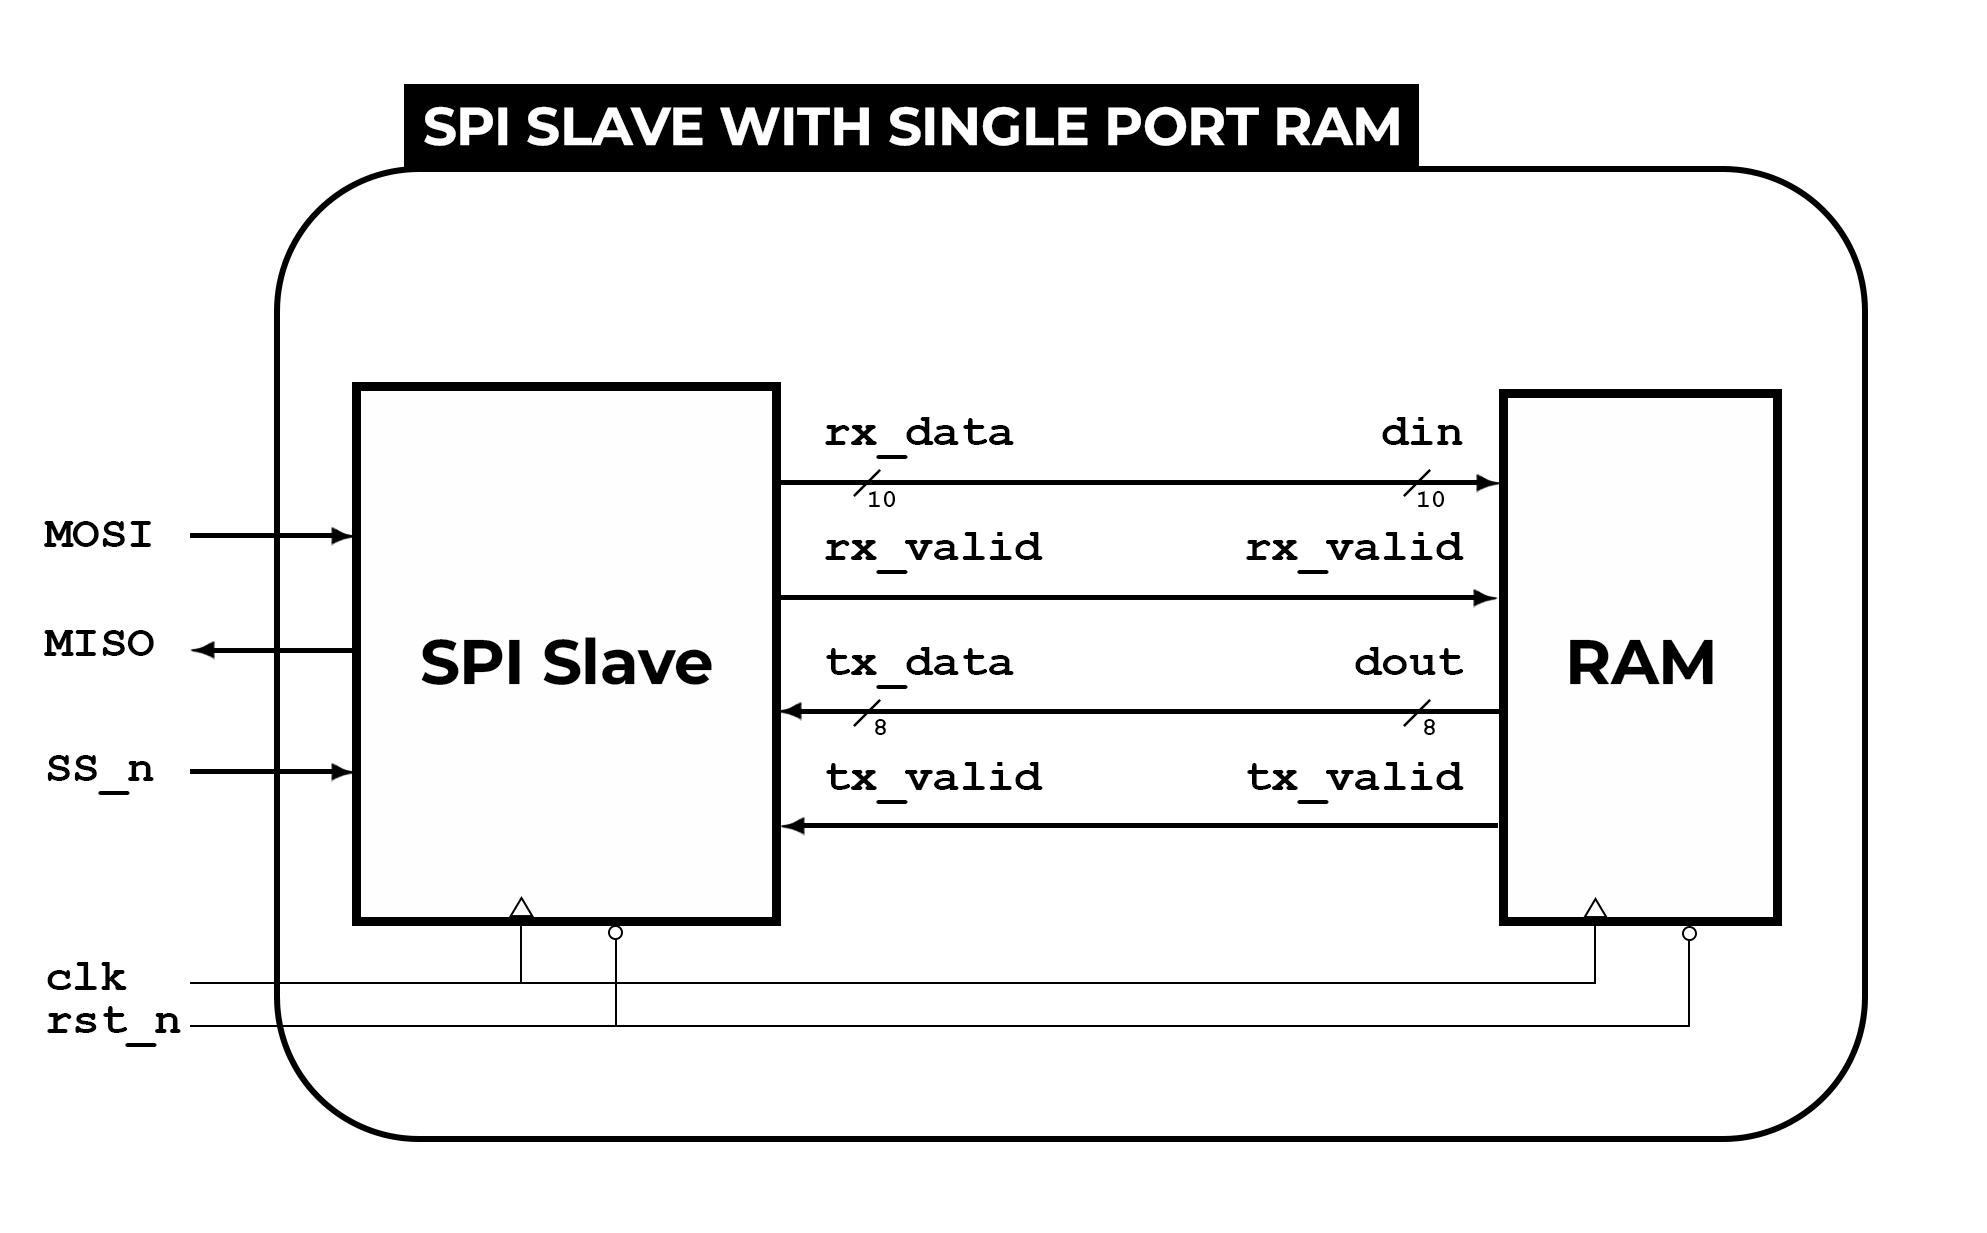 SPI SLAVE WITH SINGLE PORT RAM
rx_data din
10 10
MOSI
rx_valid rx_valid
MISO
SPI Slave
tx_data dout
RAM
8 8
SS_n
tx_valid tx_valid
clk
rst_n